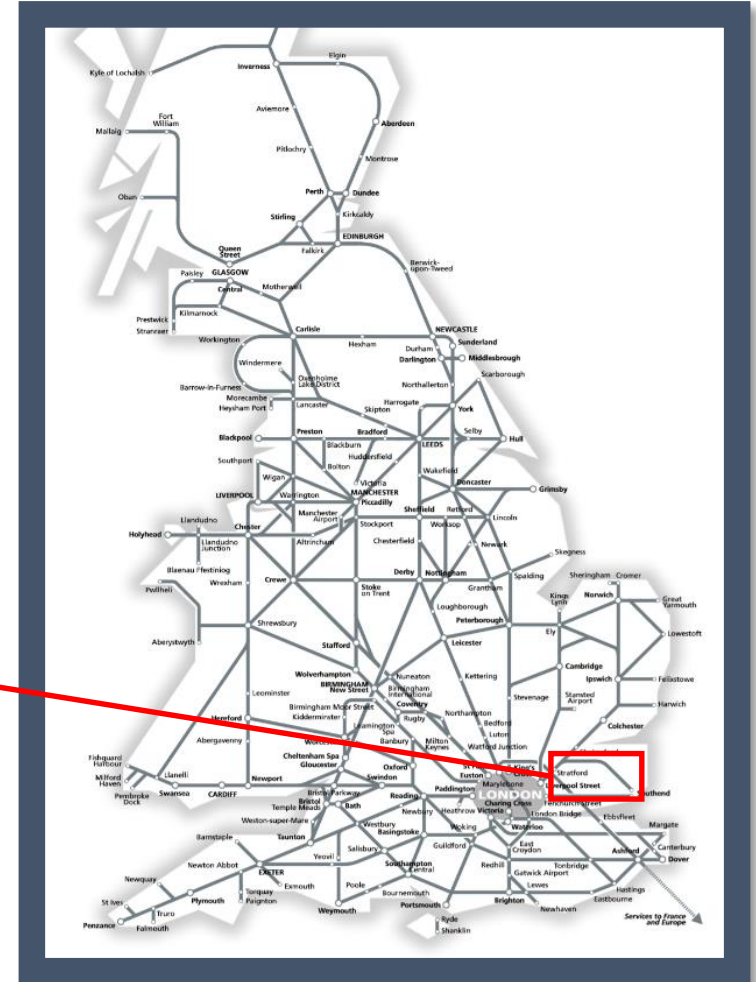 Elgin
Inverness
Kyle of Lochalsh
Aviemore
Fort
William
Aberdeen
Mallaig
Pitlochry
Montrose
Perth
Dundee
Oban
Stirling
Kirkcaldy
EDINBURGH
Queen
Street
Falkirk
Berwick-
upon-Tweed
Paisley
GLASGOW
Central
Motherwell
Prestwick
Kilmarnock
Stranraer
Carlisle
NEWCASTLE
Workington
Hexham
Sunderland
Durham
Windermere
Darlington
Middlesbrough
Oxenholme
Lake District
Scarborough
Barrow-in-Furness
Northallerton
Morecambe
Lancaster
Harrogate
Heysham Port
Skipton
York
Blackpool
Preston
Bradford
Selby
Hull
Blackburn
LEEDS
Huddersfield
Southport
Bolton
Wakefield
Wigan
Victoria
Doncaster
MANCHESTER
Piccadilly
Grimsby
LIVERPOOL
Warrington
Manchester
Airport
Sheffield
Retford
Lincoln
Llandudno
Chester
Stockport
Worksop
Holyhead
Llandudno
Junction
Altrincham
Chesterfield
Newark
Skegness
Blaenau Ffestiniog
Derby
Nottingham
Pwllheli
Wrexham
Crewe
Stoke
on Trent
Grantham
Spalding
Sheringham
Cromer
Kings
Lynn
Norwich
Great
Yarmouth
Loughborough
Peterborough
Shrewsbury
Ely
Lowestoft
Aberystwyth
Stafford
Leicester
Cambridge
Wolverhampton
BIRMINGHAM
New Street
Nuneaton
Birmingham
International
Kettering
Ipswich
Felixstowe
Leominster
Coventry
Stevenage
Stansted
Airport
Harwich
Birmingham Moor Street
Rugby
Northampton
Hereford
Kidderminster
Leamington
Spa
Bedford
Colchester
Abergavenny
Banbury
Milton
Keynes
Luton
Watford Junction
Fishguard
Harbour
Cheltenham Spa
Gloucester
Oxford
King's
Euston
Stratford
Milford
Haven
Llanelli
Newport
Swindon
Marylebone
Liverpool Street
Pembroke
Dock
Swansea
CARDIFF
Bristol Parkway
Reading
Paddington
LONDON
Southend
Bristol
Temple Meads
Bath
Newbury
Heathrow
Victoria
Charing Cross
Fenchurch Street
Weston-super-Mare
London Bridge
Ebbsfleet
Margate
Barnstaple
Taunton
Westbury
Basingstoke
Woking
Waterloo
Yeovil
Salisbury
Guildford
East
Croydon
Ashford
Canterbury
Dover
Newton Abbot
EXETER
Southampton
Central
Redhill
Gatwick Airport
Tonbridge
Newquay
Exmouth
Poole
Lewes
Hastings
St Ives
Plymouth
Torquay
Paignton
Bournemouth
Eastbourne
Truro
Weymouth
Portsmouth
Brighton
Newhaven
Penzance
Falmouth
Ryde
Shanklin
Services to France
and Europe